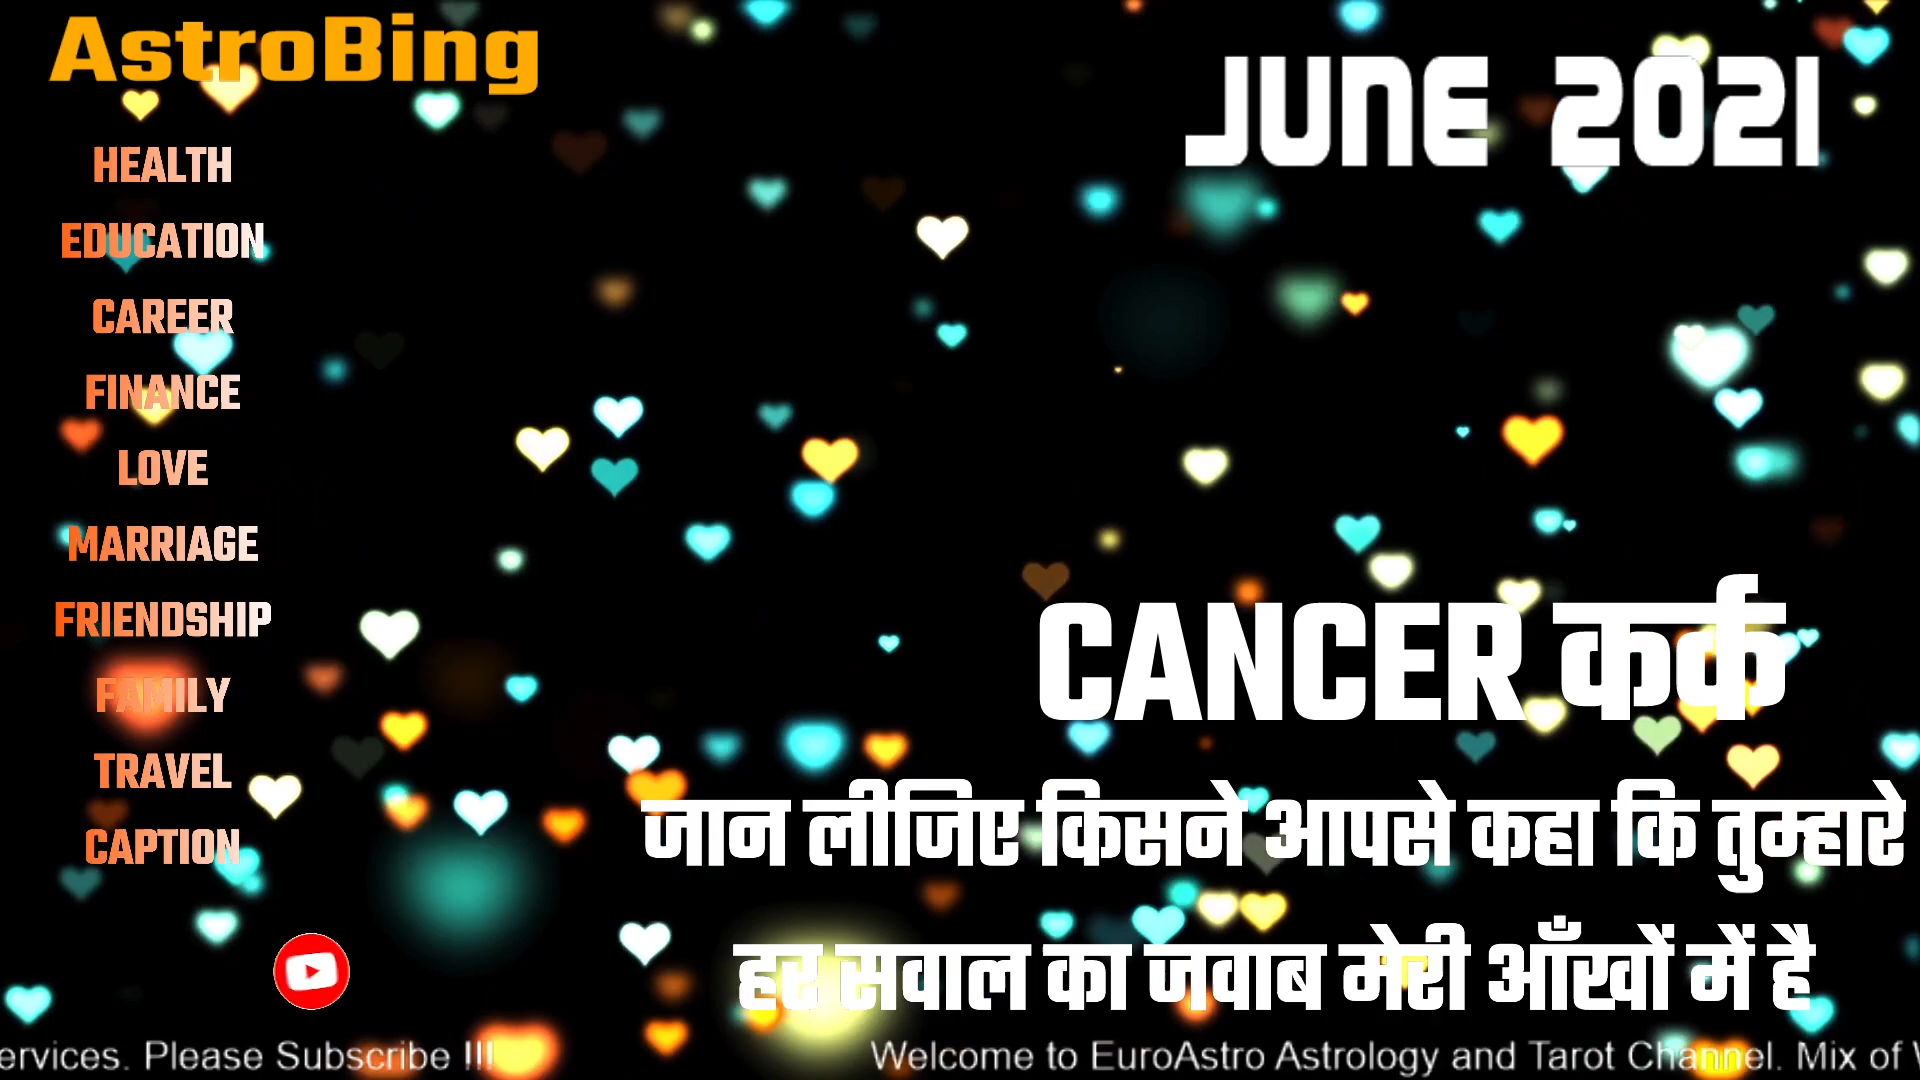 AstroBing
JUNE 2021
HEALTH
EDUCATION
CAREER
FINANCE
LOVE
MARRIAGE
FRIENDSHIP
FAMILY
TRAVEL
CAPTION
CANCER कर्क
जान लीजिए किसने आपसे कहा कि तुम्हारे
हर सवाल का जवाब मेरी आँखों में है
ervices. Please Subscribe !!! Welcome to EuroAstro Astrology and Tarot Channel. Mix of